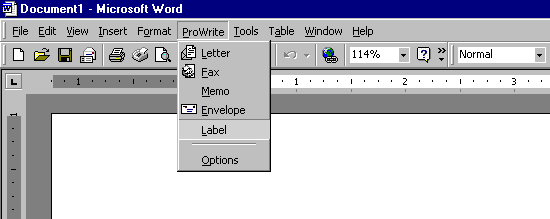 Document1 - Microsoft Word
File Edit View Insert Format ProWrite Tools Table Window Help
114% Normal
Letter
Fax
Memo
Envelope
Label
Options
1 1 2 3
1